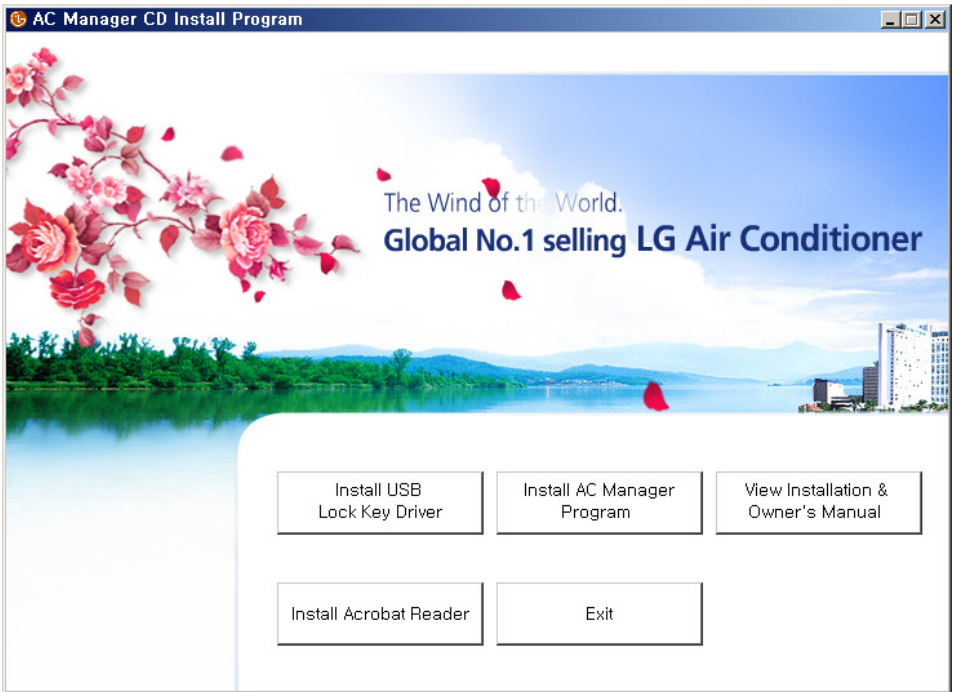 AC Manager CD Install Program
The Wind of the World.
Global No.1 selling LG Air Conditioner
Install USB
Lock Key Driver
Install AC Manager
Program
View Installation &
Owner's Manual
Install Acrobat Reader
Exit